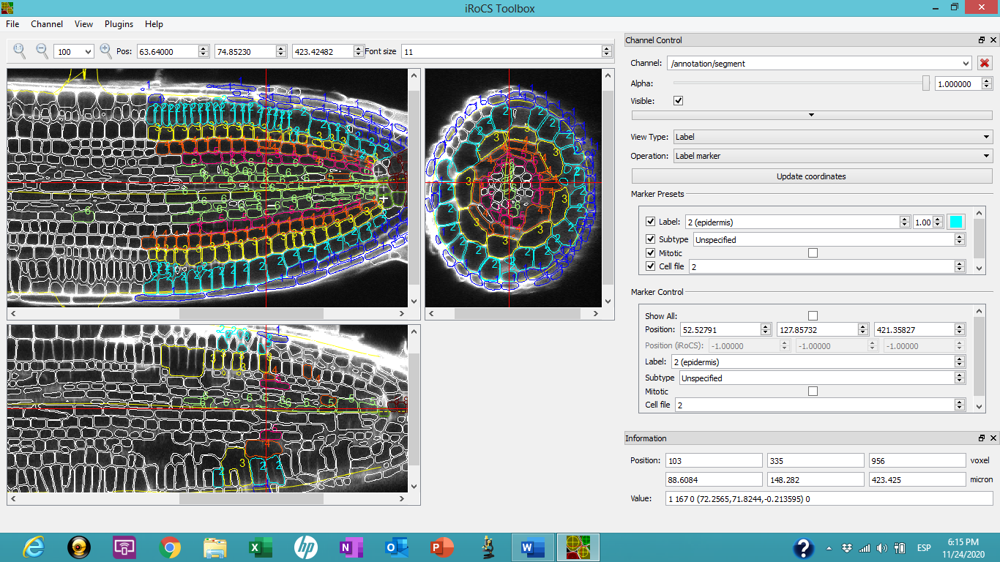 iRoCS Toolbox
File Channel View Plugins Help
100 Pos: 63.64000 74.85230 423.42482 Font size 11
Channel Control
Channel: /annotation/segment
Alpha: 1.000000
Visible:
View Type: Label
Operation: Label marker
Update coordinates
Marker Presets
Label: 2 (epidermis) 1.00
Subtype Unspecified
Mitotic
Cell file 2
Marker Control
Show All:
Position: 52.52791 127.85732 421.35827
Position (iRoCS): -1.00000 -1.00000 -1.00000
Label: 2 (epidermis)
Subtype Unspecified
Mitotic
Cell file 2
Information
Position: 103 335 956 voxel
88.6084 148.282 423.425 micron
Value: 1 167 0 (72.2565,71.8244,-0.213595) 0
ESP
6:15 PM
11/24/2020